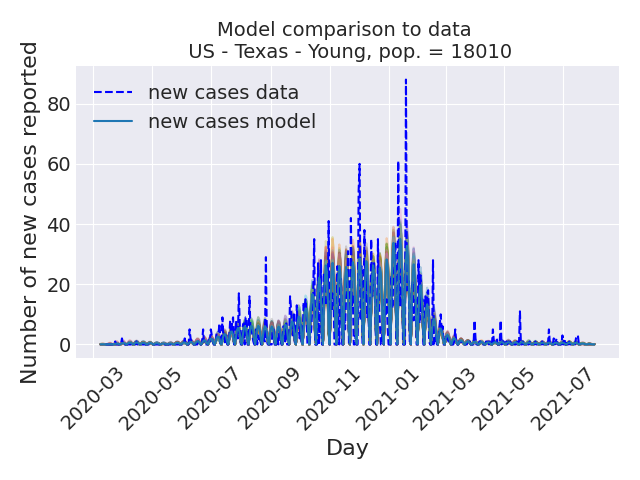 Model comparison to data
US - Texas - Young, pop. = 18010
Number of new cases reported
80
60
40
20
0
new cases data
new cases model
2020-03
2020-05
2020-07
2020-09
2020-11
2021-01
2021-03
2021-05
2021-07
Day